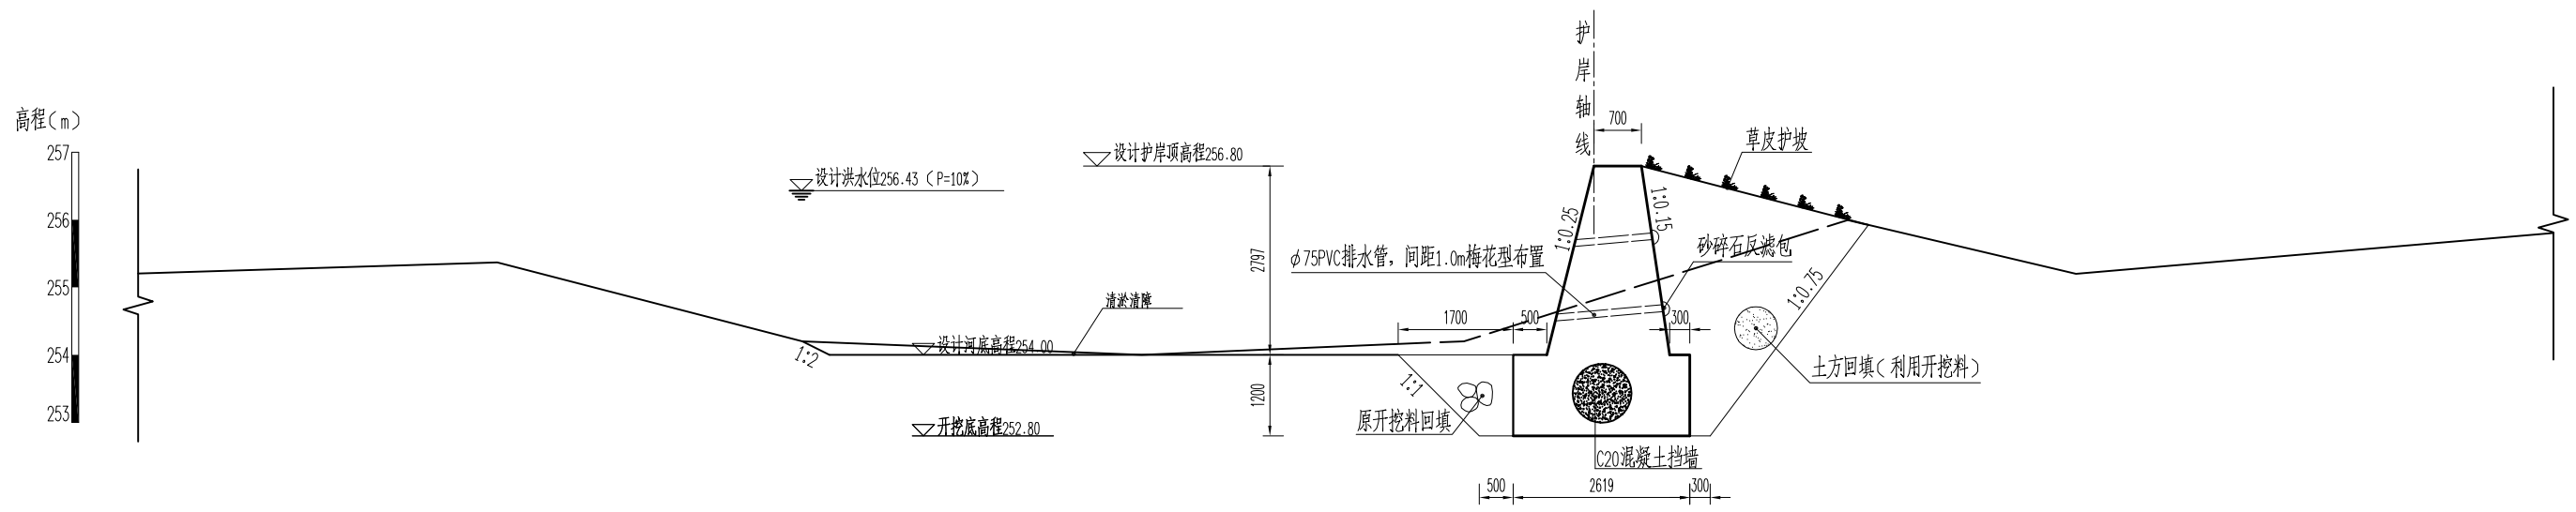 护岸轴线
700
高程(m)
257
256
255
254
253
设计护岸顶高程256.80
草皮护坡
设计洪水位256.43（P=10%）
1:0.25
1:0.15
2797
φ75PVC排水管，间距1.0m梅花型布置
砂碎石反滤包
1:0.75
清淤清障
1700
500
300
设计河底高程254.00
1:2
1:1
1200
土方回填(利用开挖料)
原开挖料回填
开挖底高程252.80
C20混凝土挡墙
500
2619
300